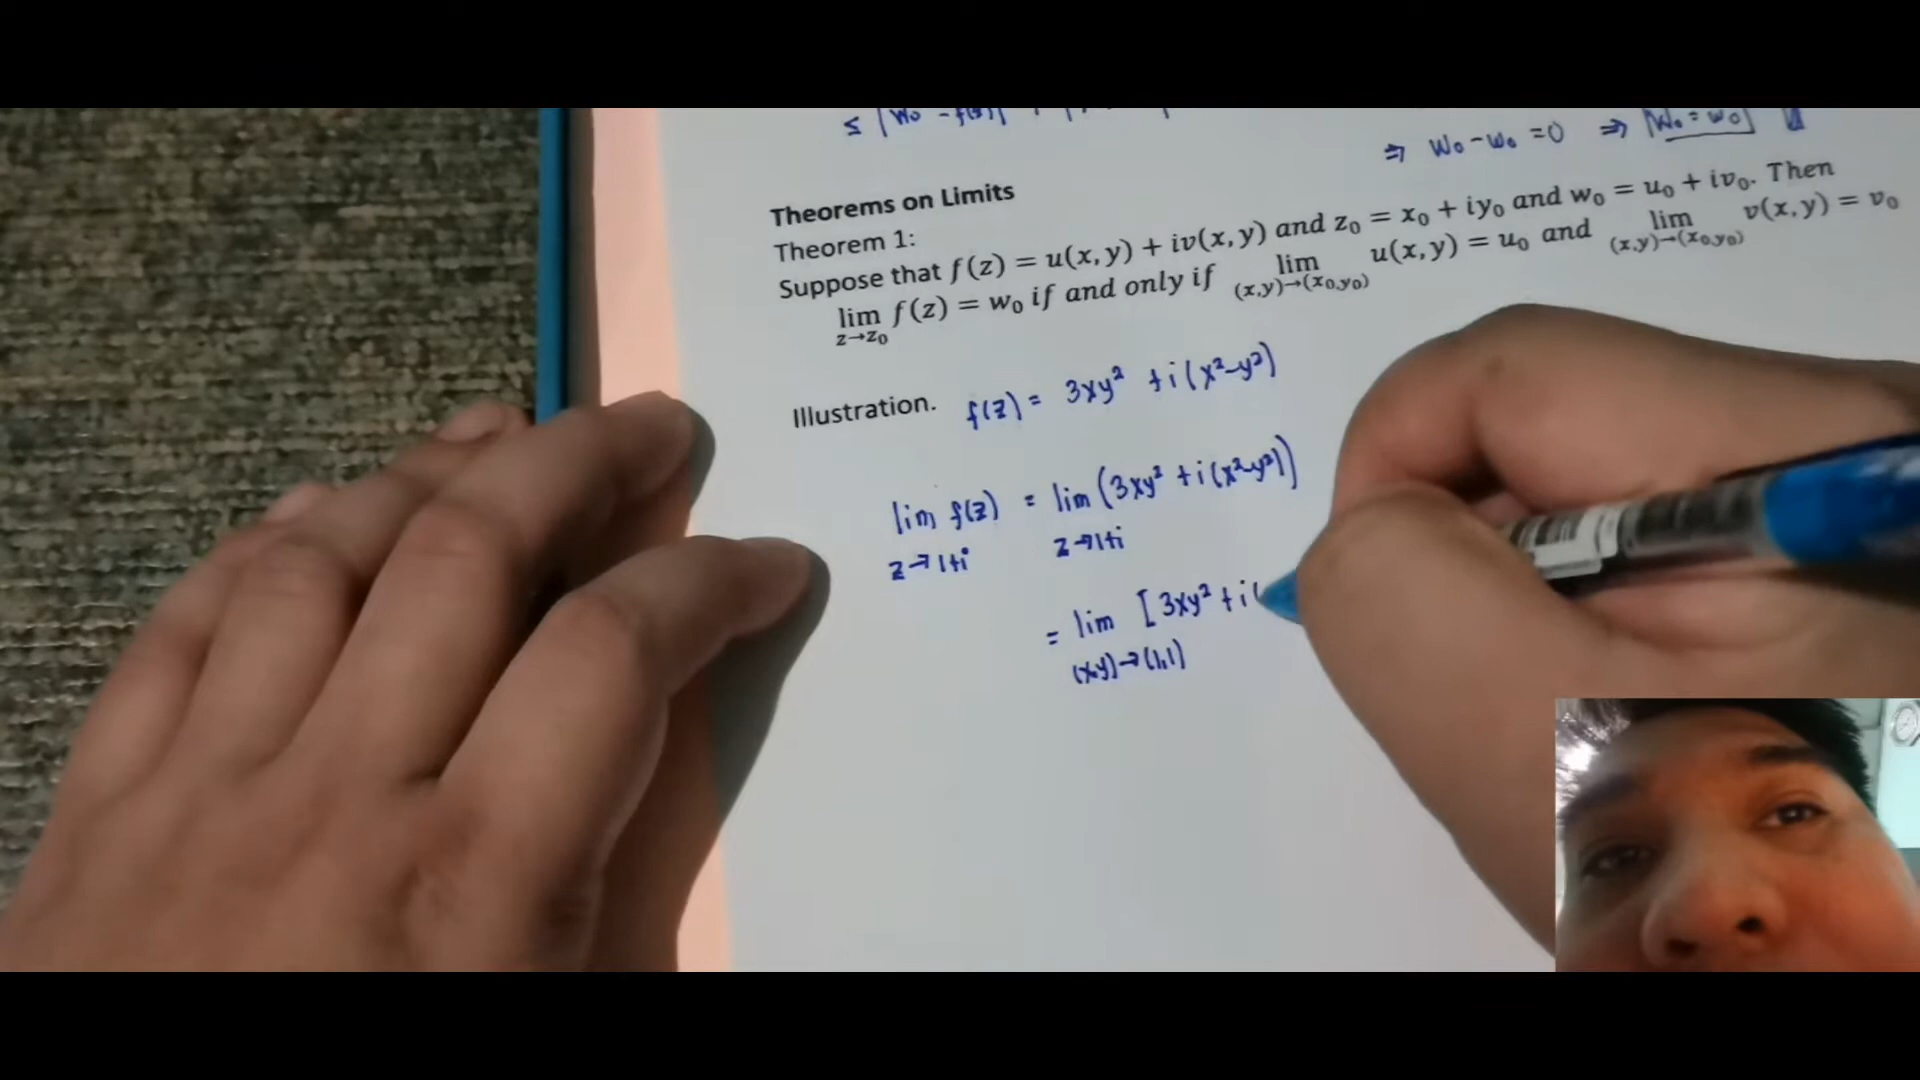 ≤ |W₀ - f(z)|
⇒ W₀ - w₀ = 0 ⇒ W₀ = w₀
Theorems on Limits
Theorem 1:
Suppose that f(z) = u(x, y) + iv(x, y) and z₀ = x₀ + iy₀ and w₀ = u₀ + iv₀. Then
lim f(z) = w₀ if and only if lim u(x, y) = u₀ and lim v(x, y) = v₀
z→z₀ (x,y)→(x₀,y₀) (x,y)→(x₀,y₀)
Illustration. f(z) = 3xy² + i(x²-y²)
lim f(z) = lim (3xy² + i(x²-y²))
z→1+i z→1+i
= lim [3xy² + i(
(x,y)→(1,1)